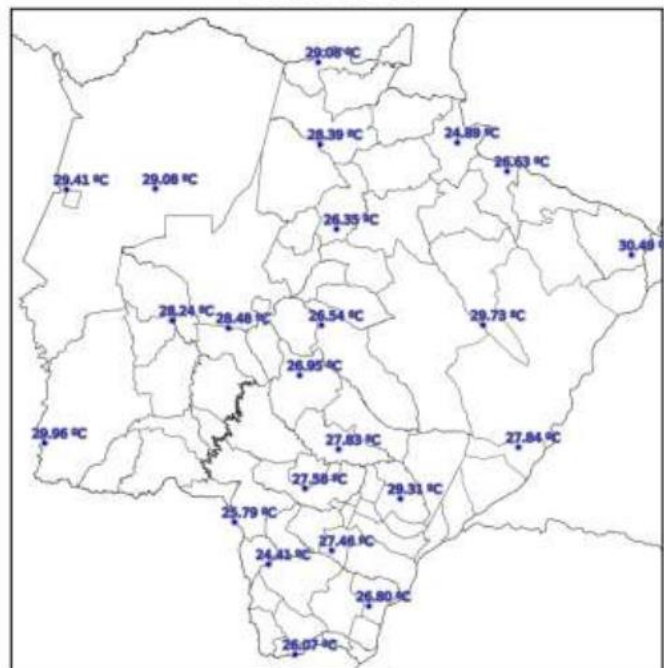 29.08 ºC
28.39 ºC
24.89 ºC
26.63 ºC
29.41 ºC
29.08 ºC
26.35 ºC
30.49 º
28.24 ºC
28.48 ºC
26.54 ºC
29.73 ºC
26.95 ºC
29.96 ºC
27.83 ºC
27.84 ºC
27.58 ºC
29.31 ºC
25.79 ºC
27.46 ºC
24.41 ºC
26.80 ºC
26.07 ºC